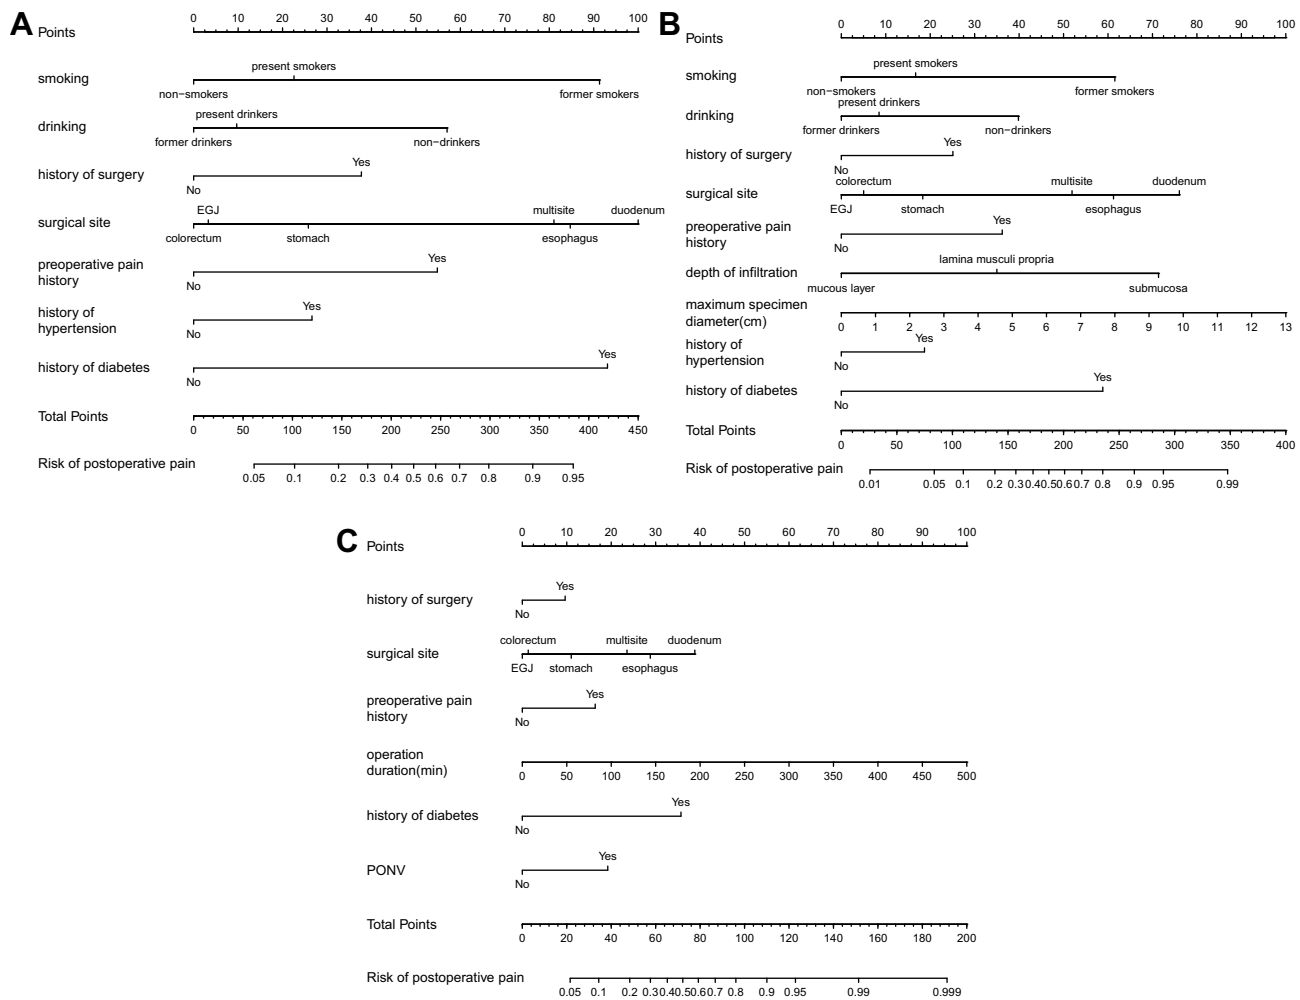 A
Points
0 10 20 30 40 50 60 70 80 90 100
smoking
present smokers
non−smokers former smokers
drinking
present drinkers
former drinkers non−drinkers
history of surgery
Yes
No
surgical site
EGJ multisite duodenum
colorectum stomach esophagus
preoperative pain
history
Yes
No
history of
hypertension
Yes
No
history of diabetes
Yes
No
Total Points
0 50 100 150 200 250 300 350 400 450
Risk of postoperative pain
0.05 0.1 0.2 0.3 0.4 0.5 0.6 0.7 0.8 0.9 0.95
B
Points
0 10 20 30 40 50 60 70 80 90 100
smoking
present smokers
non−smokers former smokers
drinking
present drinkers
former drinkers non−drinkers
history of surgery
Yes
No
surgical site
colorectum multisite duodenum
EGJ stomach esophagus
preoperative pain
history
Yes
No
depth of infiltration
lamina musculi propria
mucous layer submucosa
maximum specimen
diameter(cm)
0 1 2 3 4 5 6 7 8 9 10 11 12 13
history of
hypertension
Yes
No
history of diabetes
Yes
No
Total Points
0 50 100 150 200 250 300 350 400
Risk of postoperative pain
0.01 0.05 0.1 0.2 0.3 0.4 0.5 0.6 0.7 0.8 0.9 0.95 0.99
C
Points
0 10 20 30 40 50 60 70 80 90 100
history of surgery
Yes
No
surgical site
colorectum multisite duodenum
EGJ stomach esophagus
preoperative pain
history
Yes
No
operation
duration(min)
0 50 100 150 200 250 300 350 400 450 500
history of diabetes
Yes
No
PONV
Yes
No
Total Points
0 20 40 60 80 100 120 140 160 180 200
Risk of postoperative pain
0.05 0.1 0.2 0.3 0.4 0.5 0.6 0.7 0.8 0.9 0.95 0.99 0.999